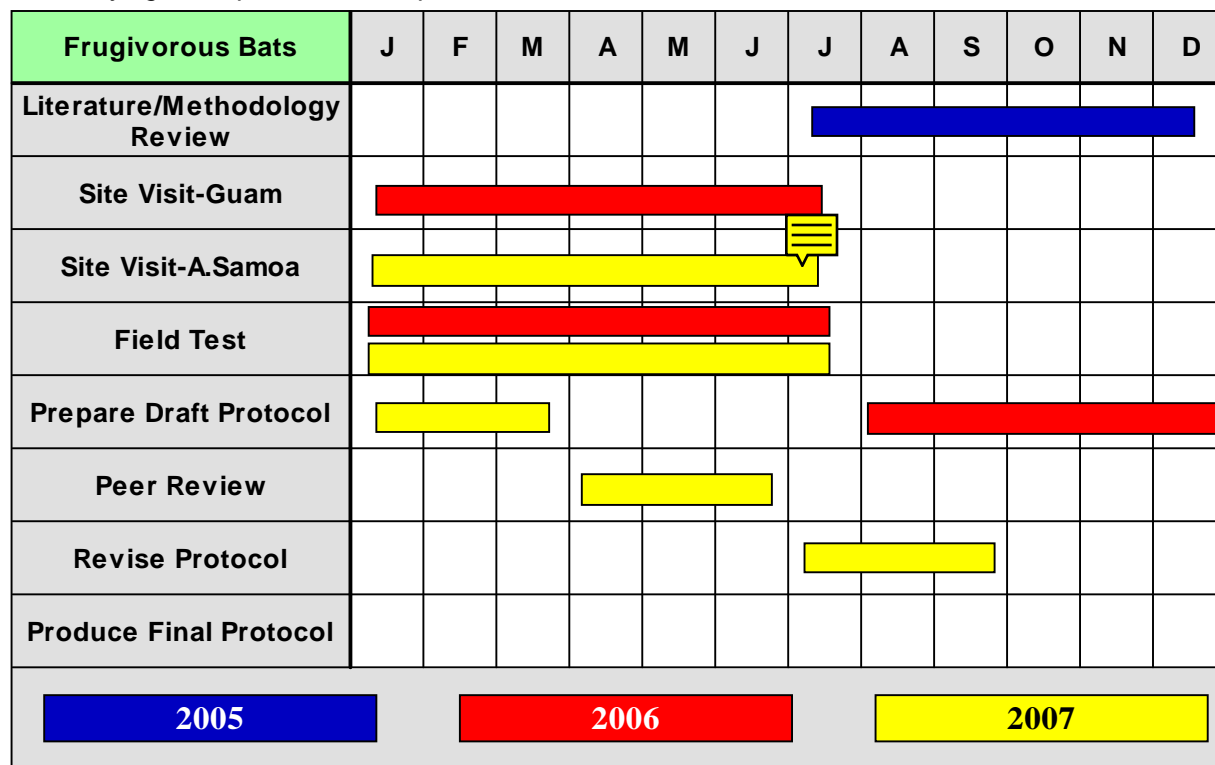 Frugivorous Bats J F M A M J J A S O N D
Literature/Methodology
Review
Site Visit-Guam
Site Visit-A.Samoa
Field Test
Prepare Draft Protocol
Peer Review
Revise Protocol
Produce Final Protocol
2005 2006 2007